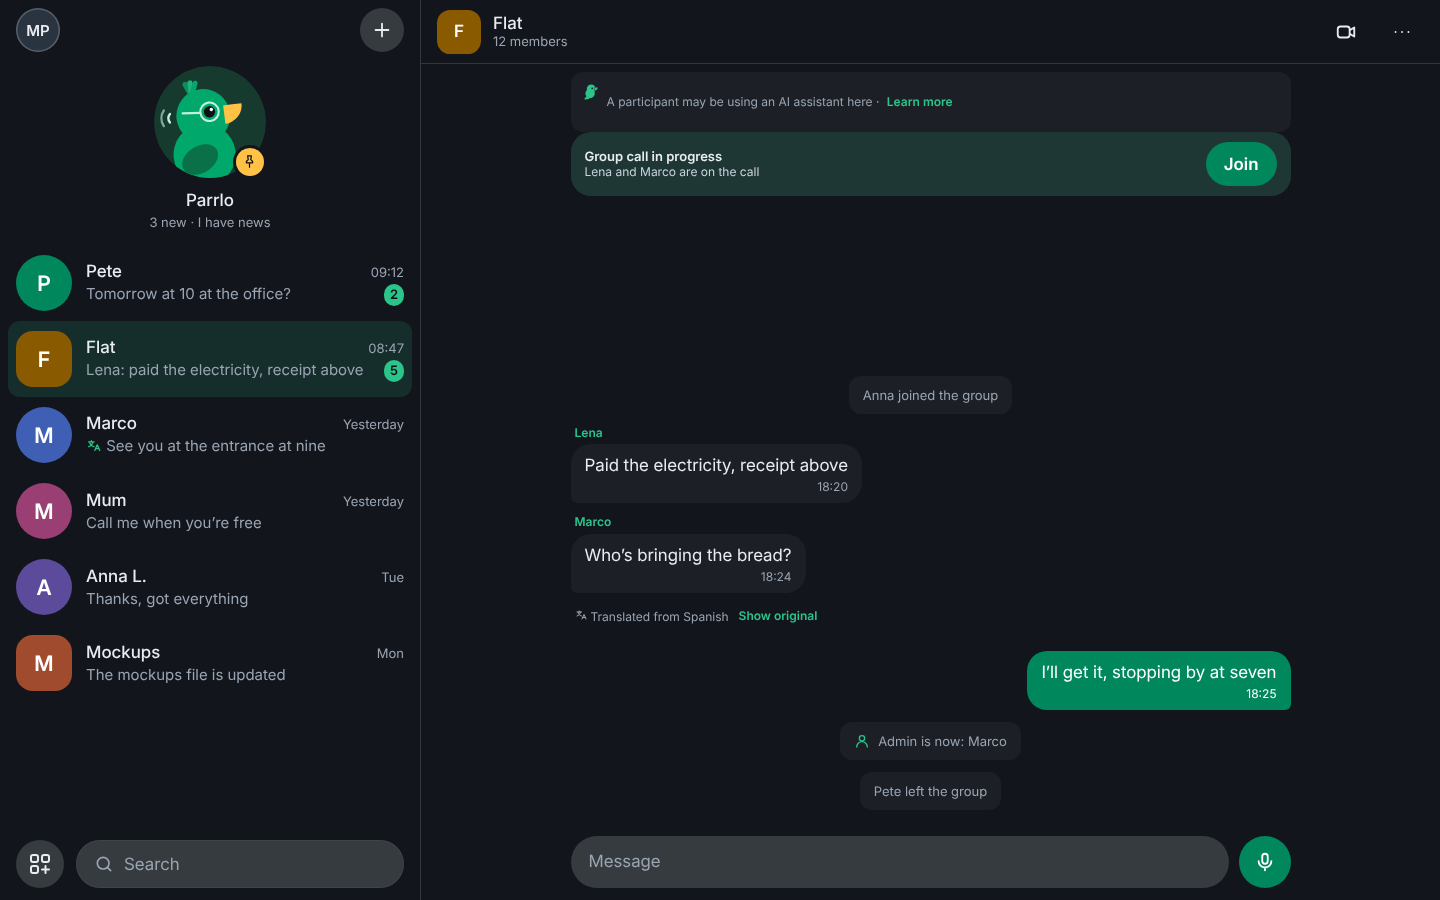 MP
Parrlo
3 new · I have news
P
Pete
09:12
Tomorrow at 10 at the office?
2
F
Flat
08:47
Lena: paid the electricity, receipt above
5
M
Marco
Yesterday
See you at the entrance at nine
M
Mum
Yesterday
Call me when you’re free
A
Anna L.
Tue
Thanks, got everything
M
Mockups
Mon
The mockups file is updated
Search
F
Flat
12 members
A participant may be using an AI assistant here · Learn more
Group call in progress
Lena and Marco are on the call
Join
Anna joined the group
Lena
Paid the electricity, receipt above
18:20
Marco
Who’s bringing the bread?
18:24
Translated from Spanish Show original
I’ll get it, stopping by at seven
18:25
Admin is now: Marco
Pete left the group
Message